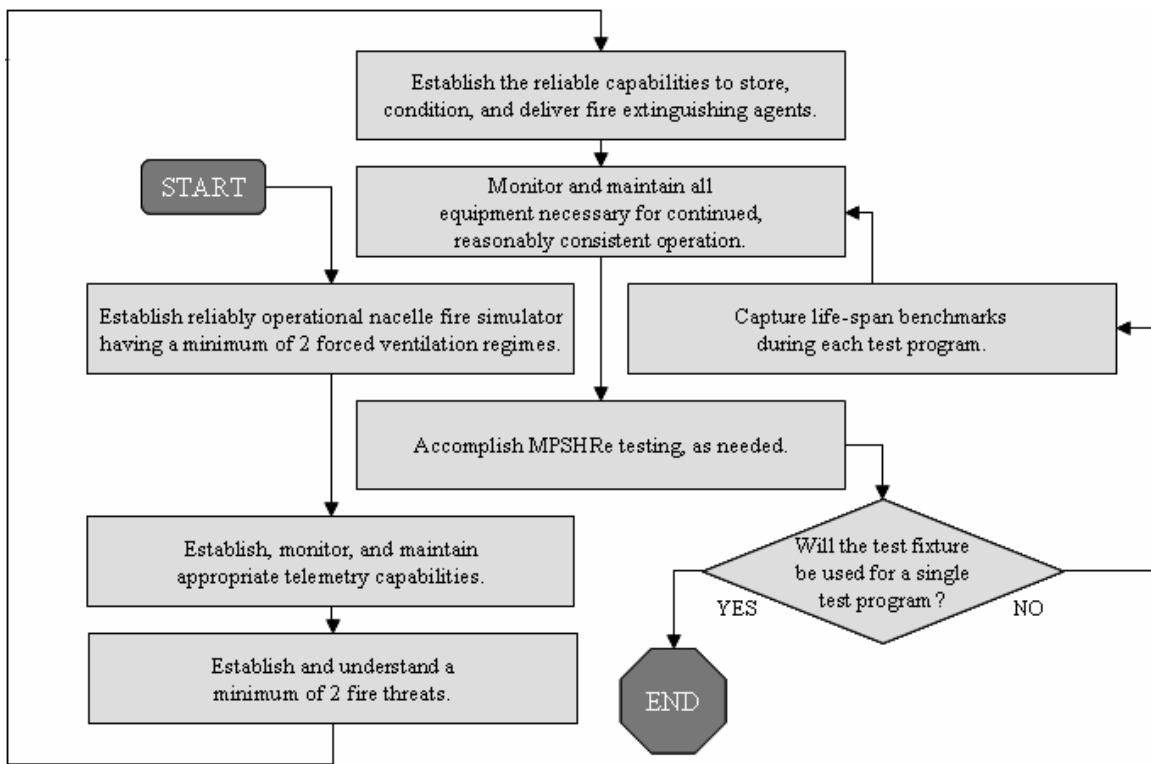 Establish the reliable capabilities to store,
condition, and deliver fire extinguishing agents.
START
Monitor and maintain all
equipment necessary for continued,
reasonably consistent operation.
Establish reliably operational nacelle fire simulator
having a minimum of 2 forced ventilation regimes.
Capture life-span benchmarks
during each test program.
Accomplish MPSHRe testing, as needed.
Establish, monitor, and maintain
appropriate telemetry capabilities.
Will the test fixture
be used for a single
test program?
YES
NO
Establish and understand a
minimum of 2 fire threats.
END